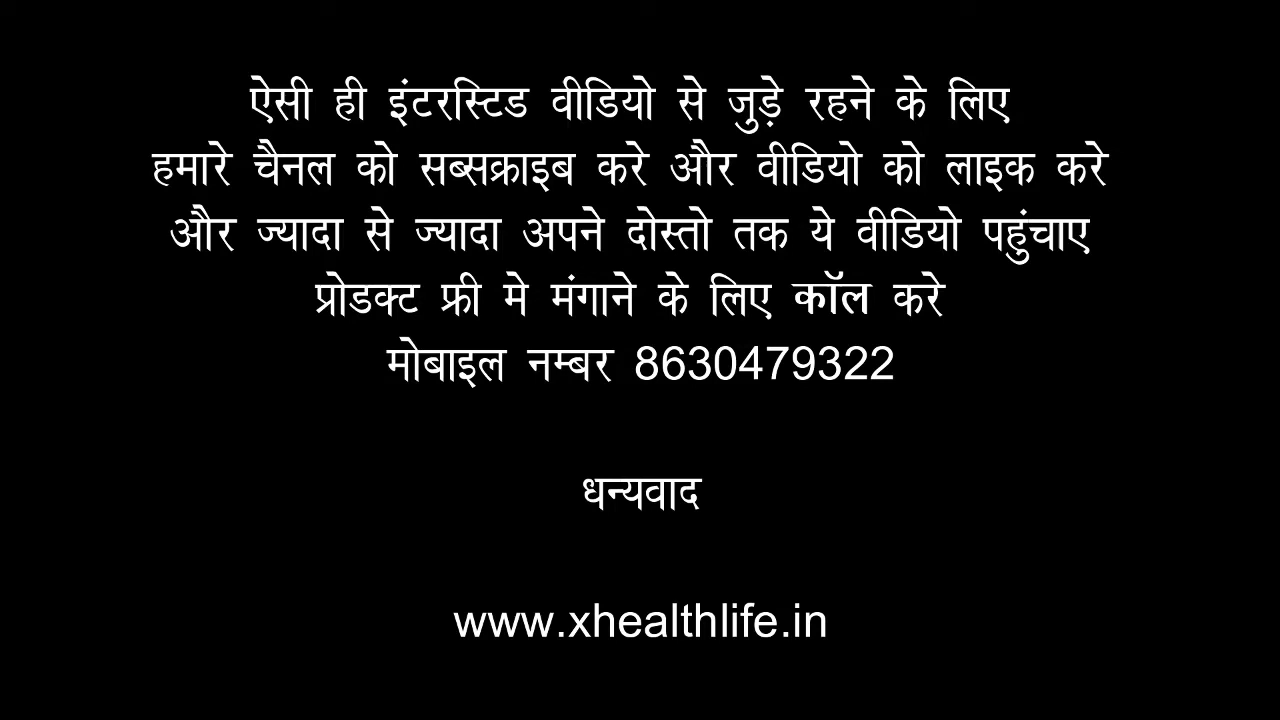 ऐसी ही इंटरस्टिड वीडियो से जुड़े रहने के लिए
हमारे चैनल को सब्सक्राइब करे और वीडियो को लाइक करे
और ज्यादा से ज्यादा अपने दोस्तो तक ये वीडियो पहुंचाए
प्रोडक्ट फ्री मे मंगाने के लिए कॉल करे
मोबाइल नम्बर 8630479322
धन्यवाद
www.xhealthlife.in